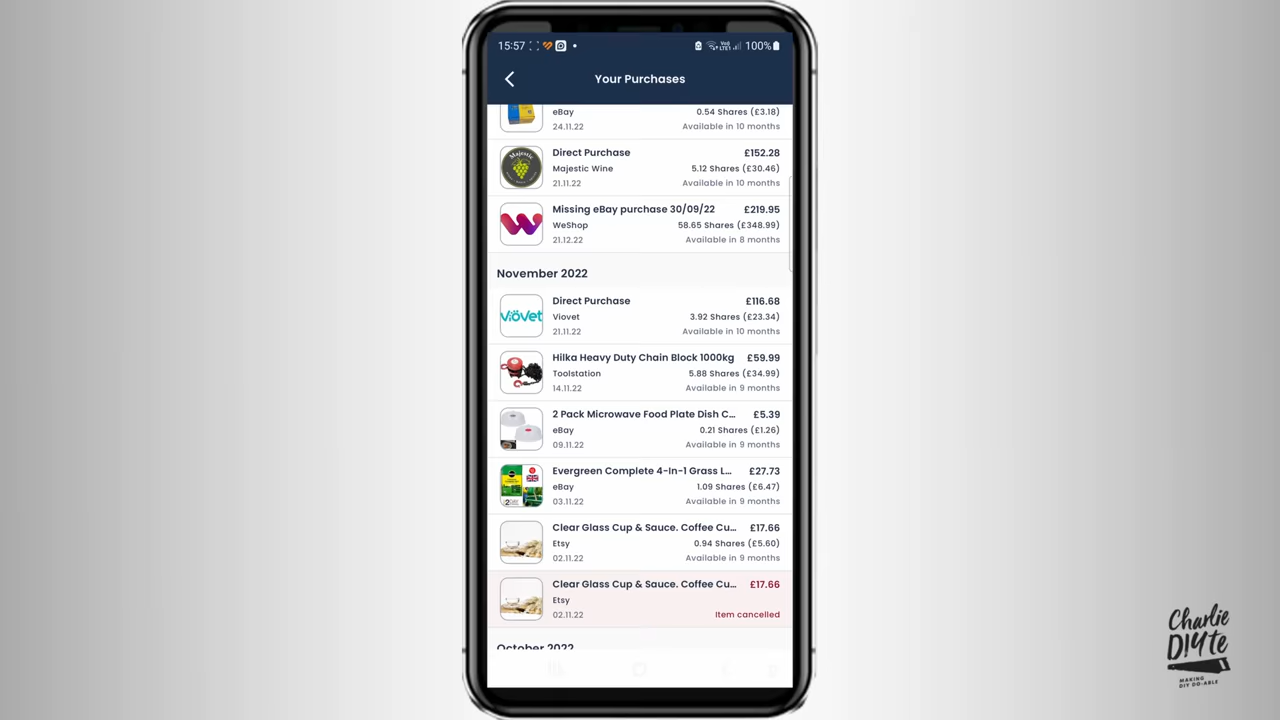 15:57
100%
Your Purchases
eBay 0.54 Shares (£3.18)
24.11.22 Available in 10 months
Majestic
Direct Purchase £152.28
Majestic Wine 5.12 Shares (£30.46)
21.11.22 Available in 10 months
Missing eBay purchase 30/09/22 £219.95
WeShop 58.65 Shares (£348.99)
21.12.22 Available in 8 months
November 2022
Viovet
Direct Purchase £116.68
Viovet 3.92 Shares (£23.34)
21.11.22 Available in 10 months
Hilka Heavy Duty Chain Block 1000kg £59.99
Toolstation 5.88 Shares (£34.99)
14.11.22 Available in 9 months
2 Pack Microwave Food Plate Dish C... £5.39
eBay 0.21 Shares (£1.26)
09.11.22 Available in 9 months
Evergreen Complete 4-In-1 Grass L... £27.73
eBay 1.09 Shares (£6.47)
03.11.22 Available in 9 months
Clear Glass Cup & Sauce. Coffee Cu... £17.66
Etsy 0.94 Shares (£5.60)
02.11.22 Available in 9 months
Clear Glass Cup & Sauce. Coffee Cu... £17.66
Etsy
02.11.22 Item cancelled
October 2022
Charlie
DIYte
MAKING
DIY DO-ABLE